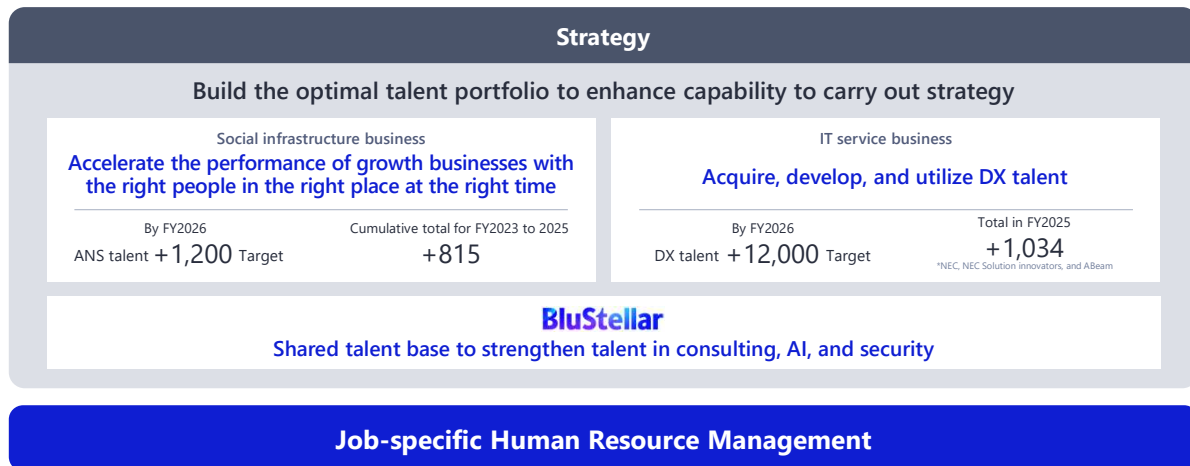 Strategy
Build the optimal talent portfolio to enhance capability to carry out strategy
Social infrastructure business
Accelerate the performance of growth businesses with
the right people in the right place at the right time
By FY2026
ANS talent +1,200 Target
Cumulative total for FY2023 to 2025
+815
IT service business
Acquire, develop, and utilize DX talent
By FY2026
DX talent +12,000 Target
Total in FY2025
+1,034
*NEC, NEC Solution innovators, and ABeam
BluStellar
Shared talent base to strengthen talent in consulting, AI, and security
Job-specific Human Resource Management